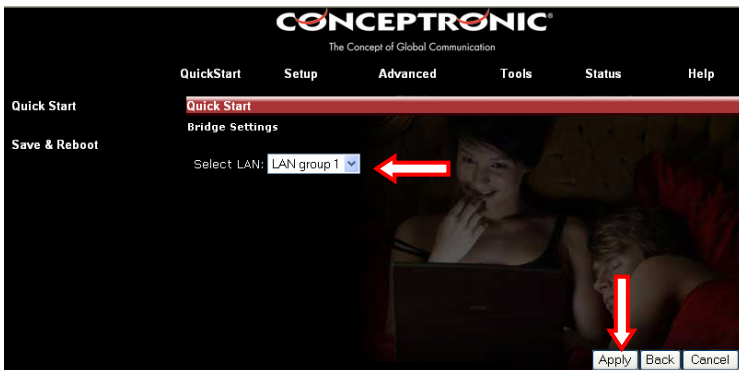 CONCEPTRONIC®
The Concept of Global Communication
QuickStart Setup Advanced Tools Status Help
Quick Start
Save & Reboot
Quick Start
Bridge Settings
Select LAN: LAN group 1
Apply Back Cancel